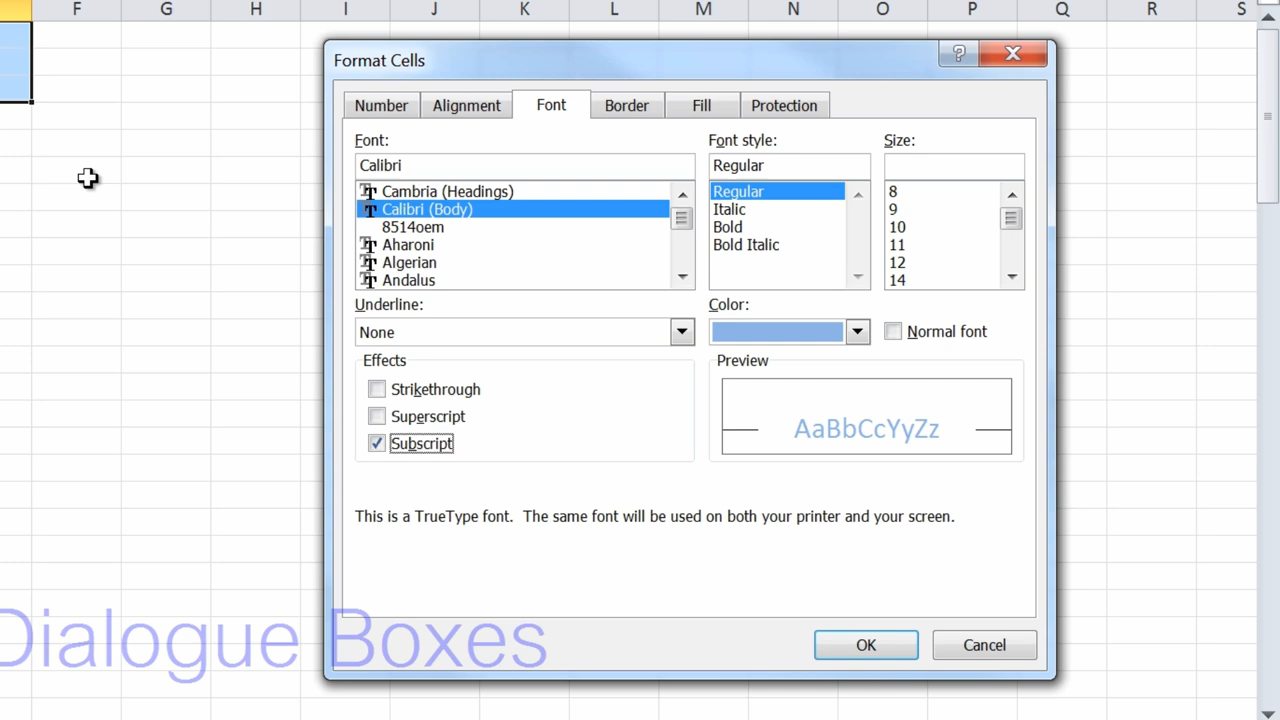 F G H I J K L M N O P Q R S
Format Cells
Number Alignment Font Border Fill Protection
Font: Font style: Size:
Calibri Regular
Cambria (Headings) Regular 8
Calibri (Body) Italic 9
8514oem Bold 10
Aharoni Bold Italic 11
Algerian 12
Andalus 14
Underline: Color:
None Normal font
Effects Preview
Strikethrough
Superscript AaBbCcYyZz
Subscript
This is a TrueType font. The same font will be used on both your printer and your screen.
Dialogue Boxes
OK Cancel